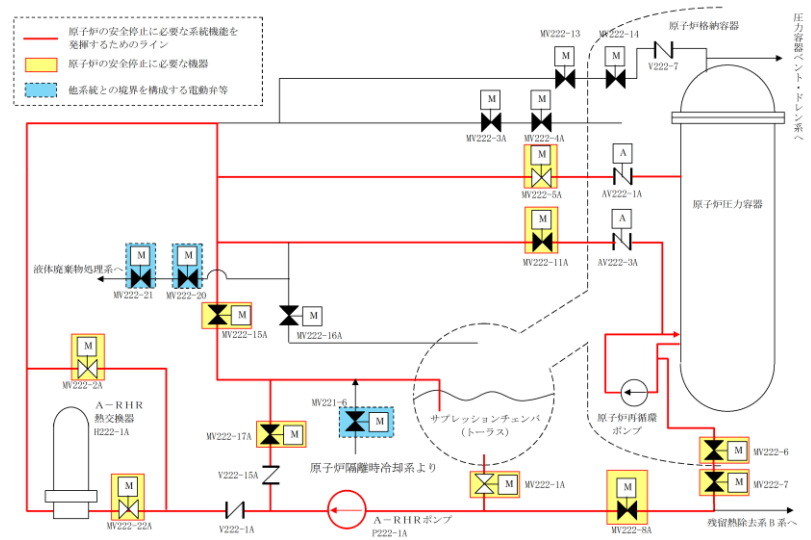 原子炉の安全停止に必要な系統機能を
発揮するためのライン
原子炉の安全停止に必要な機器
他系統との境界を構成する電動弁等
MV222-13
MV222-14
M
M
原子炉格納容器
V222-7
圧力容器ベント・ドレン系へ
M
M
MV222-3A
MV222-4A
M
MV222-5A
A
AV222-1A
原子炉圧力容器
M
MV222-11A
A
AV222-3A
液体廃棄物処理系へ
M
M
MV222-21
MV222-20
M
MV222-15A
M
MV222-16A
M
MV222-2A
A-RHR
熱交換器
H222-1A
MV221-6
M
MV222-17A
M
サプレッションチェンバ
(トーラス)
原子炉再循環
ポンプ
V222-15A
原子炉隔離時冷却系より
M
MV222-6
M
MV222-7
M
MV222-22A
V222-1A
A-RHRポンプ
P222-1A
M
MV222-1A
M
MV222-8A
残留熱除去系B系へ